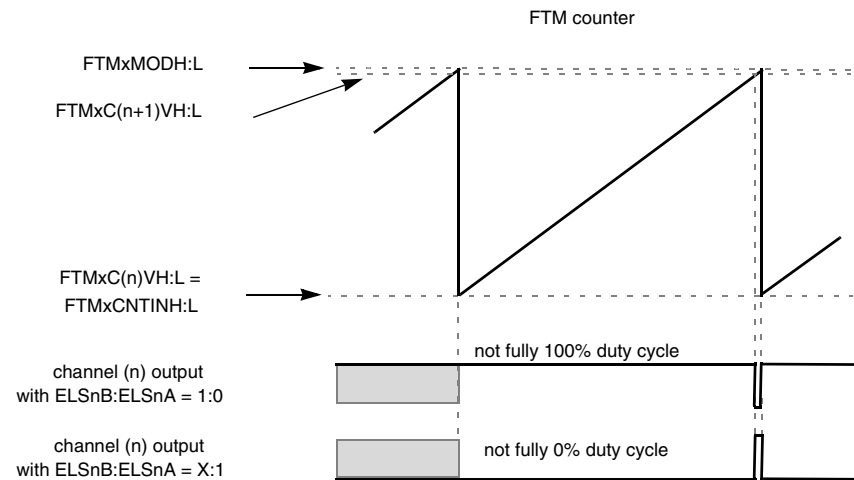 FTM counter
FTMxMODH:L
FTMxC(n+1)VH:L
FTMxC(n)VH:L =
FTMxCNTINH:L
not fully 100% duty cycle
channel (n) output
with ELSnB:ELSnA = 1:0
channel (n) output
with ELSnB:ELSnA = X:1
not fully 0% duty cycle